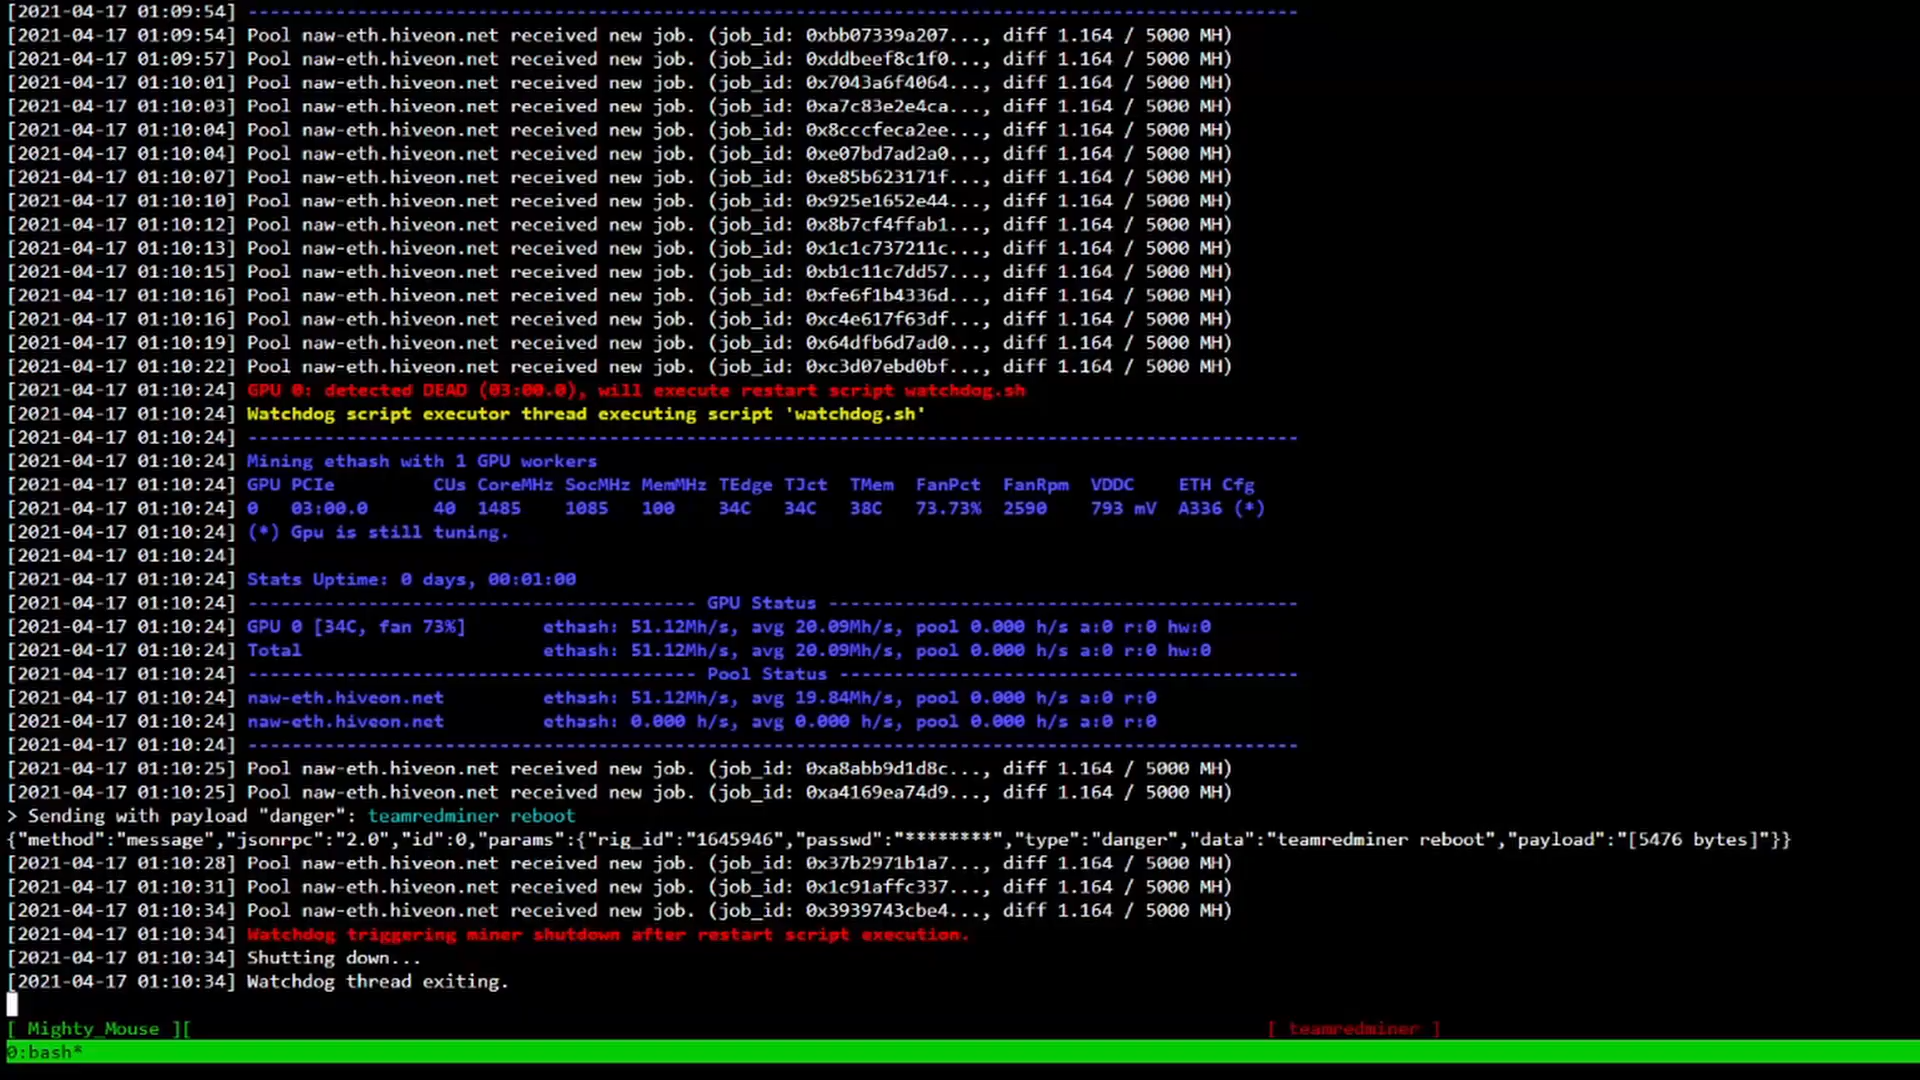 [2021-04-17 01:09:54] ------------------------------------------------------------------------------------------------
[2021-04-17 01:09:54] Pool naw-eth.hiveon.net received new job. (job_id: 0xbb07339a207..., diff 1.164 / 5000 MH)
[2021-04-17 01:09:57] Pool naw-eth.hiveon.net received new job. (job_id: 0xddbeef8c1f0..., diff 1.164 / 5000 MH)
[2021-04-17 01:10:01] Pool naw-eth.hiveon.net received new job. (job_id: 0x7043a6f4064..., diff 1.164 / 5000 MH)
[2021-04-17 01:10:03] Pool naw-eth.hiveon.net received new job. (job_id: 0xa7c83e2e4ca..., diff 1.164 / 5000 MH)
[2021-04-17 01:10:04] Pool naw-eth.hiveon.net received new job. (job_id: 0x8cccfeca2ee..., diff 1.164 / 5000 MH)
[2021-04-17 01:10:04] Pool naw-eth.hiveon.net received new job. (job_id: 0xe07bd7ad2a0..., diff 1.164 / 5000 MH)
[2021-04-17 01:10:07] Pool naw-eth.hiveon.net received new job. (job_id: 0xe85b623171f..., diff 1.164 / 5000 MH)
[2021-04-17 01:10:10] Pool naw-eth.hiveon.net received new job. (job_id: 0x925e1652e44..., diff 1.164 / 5000 MH)
[2021-04-17 01:10:12] Pool naw-eth.hiveon.net received new job. (job_id: 0x8b7cf4ffab1..., diff 1.164 / 5000 MH)
[2021-04-17 01:10:13] Pool naw-eth.hiveon.net received new job. (job_id: 0x1c1c737211c..., diff 1.164 / 5000 MH)
[2021-04-17 01:10:15] Pool naw-eth.hiveon.net received new job. (job_id: 0xb1c11c7dd57..., diff 1.164 / 5000 MH)
[2021-04-17 01:10:16] Pool naw-eth.hiveon.net received new job. (job_id: 0xfe6f1b4336d..., diff 1.164 / 5000 MH)
[2021-04-17 01:10:16] Pool naw-eth.hiveon.net received new job. (job_id: 0xc4e617f63df..., diff 1.164 / 5000 MH)
[2021-04-17 01:10:19] Pool naw-eth.hiveon.net received new job. (job_id: 0x64dfb6d7ad0..., diff 1.164 / 5000 MH)
[2021-04-17 01:10:22] Pool naw-eth.hiveon.net received new job. (job_id: 0xc3d07ebd0bf..., diff 1.164 / 5000 MH)
[2021-04-17 01:10:24] GPU 0: detected DEAD (03:00.0), will execute restart script watchdog.sh
[2021-04-17 01:10:24] Watchdog script executor thread executing script 'watchdog.sh'
[2021-04-17 01:10:24] ------------------------------------------------------------------------------------------------
[2021-04-17 01:10:24] Mining ethash with 1 GPU workers
[2021-04-17 01:10:24] GPU PCIe CUs CoreMHz SocMHz MemMHz TEdge TJct TMem FanPct FanRpm VDDC ETH Cfg
[2021-04-17 01:10:24] 0 03:00.0 40 1485 1085 100 34C 34C 38C 73.73% 2590 793 mV A336 (*)
[2021-04-17 01:10:24] (*) Gpu is still tuning.
[2021-04-17 01:10:24]
[2021-04-17 01:10:24] Stats Uptime: 0 days, 00:01:00
[2021-04-17 01:10:24] ----------------------------------------- GPU Status -------------------------------------------
[2021-04-17 01:10:24] GPU 0 [34C, fan 73%] ethash: 51.12Mh/s, avg 20.09Mh/s, pool 0.000 h/s a:0 r:0 hw:0
[2021-04-17 01:10:24] Total ethash: 51.12Mh/s, avg 20.09Mh/s, pool 0.000 h/s a:0 r:0 hw:0
[2021-04-17 01:10:24] ----------------------------------------- Pool Status ------------------------------------------
[2021-04-17 01:10:24] naw-eth.hiveon.net ethash: 51.12Mh/s, avg 19.84Mh/s, pool 0.000 h/s a:0 r:0
[2021-04-17 01:10:24] naw-eth.hiveon.net ethash: 0.000 h/s, avg 0.000 h/s, pool 0.000 h/s a:0 r:0
[2021-04-17 01:10:24] ------------------------------------------------------------------------------------------------
[2021-04-17 01:10:25] Pool naw-eth.hiveon.net received new job. (job_id: 0xa8abb9d1d8c..., diff 1.164 / 5000 MH)
[2021-04-17 01:10:25] Pool naw-eth.hiveon.net received new job. (job_id: 0xa4169ea74d9..., diff 1.164 / 5000 MH)
> Sending with payload "danger": teamredminer reboot
{"method":"message","jsonrpc":"2.0","id":0,"params":{"rig_id":"1645946","passwd":"********","type":"danger","data":"teamredminer reboot","payload":"[5476 bytes]"}}
[2021-04-17 01:10:28] Pool naw-eth.hiveon.net received new job. (job_id: 0x37b2971b1a7..., diff 1.164 / 5000 MH)
[2021-04-17 01:10:31] Pool naw-eth.hiveon.net received new job. (job_id: 0x1c91affc337..., diff 1.164 / 5000 MH)
[2021-04-17 01:10:34] Pool naw-eth.hiveon.net received new job. (job_id: 0x3939743cbe4..., diff 1.164 / 5000 MH)
[2021-04-17 01:10:34] Watchdog triggering miner shutdown after restart script execution.
[2021-04-17 01:10:34] Shutting down...
[2021-04-17 01:10:34] Watchdog thread exiting.
[ Mighty_Mouse ][ [ teamredminer ]
0:bash*